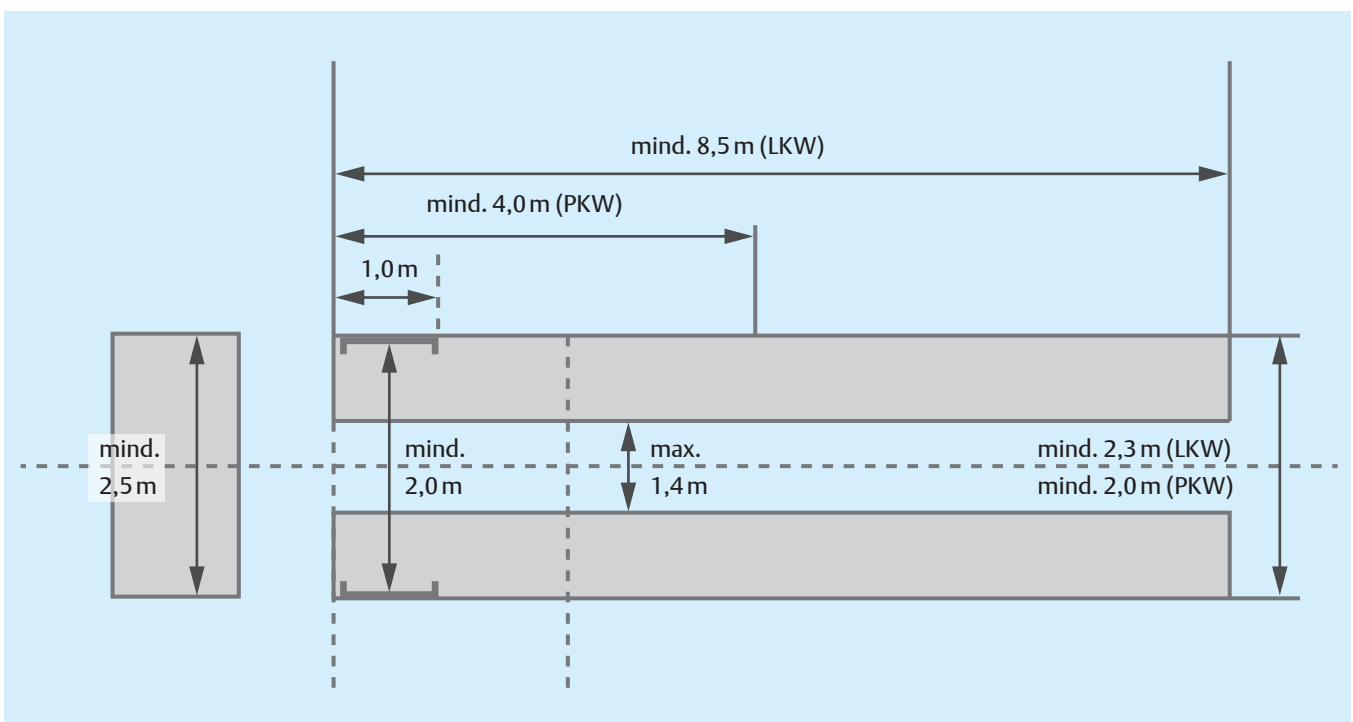 mind. 8,5 m (LKW)
mind. 4,0 m (PKW)
1,0 m
mind.
2,5 m
mind.
2,0 m
max.
1,4 m
mind. 2,3 m (LKW)
mind. 2,0 m (PKW)